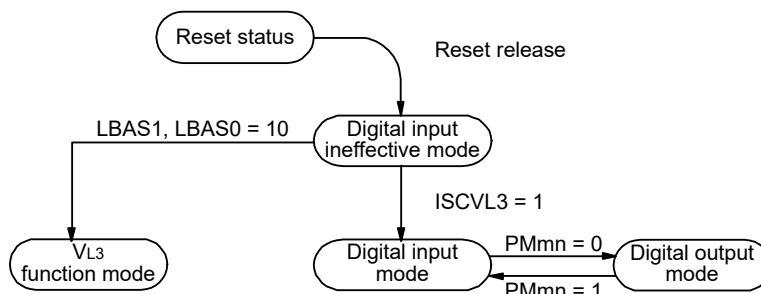 Reset status
Reset release
LBAS1, LBAS0 = 10
Digital input
ineffective mode
ISCVL3 = 1
VL3
function mode
Digital input
mode
PMmn = 0
PMmn = 1
Digital output
mode